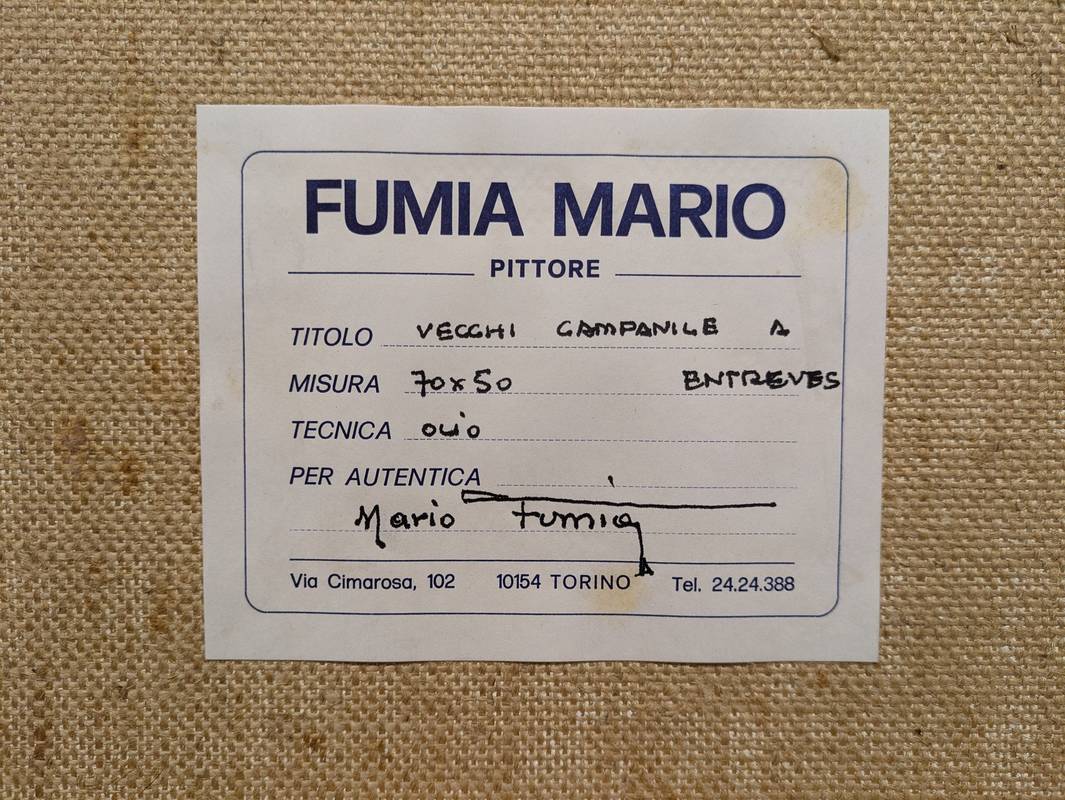 FUMIA MARIO
PITTORE
TITOLO VECCHI CAMPANILE A
MISURA 70x50 ENTREVES
TECNICA OLIO
PER AUTENTICA
Mario Fumia
Via Cimarosa, 102 10154 TORINO Tel. 24.24.388